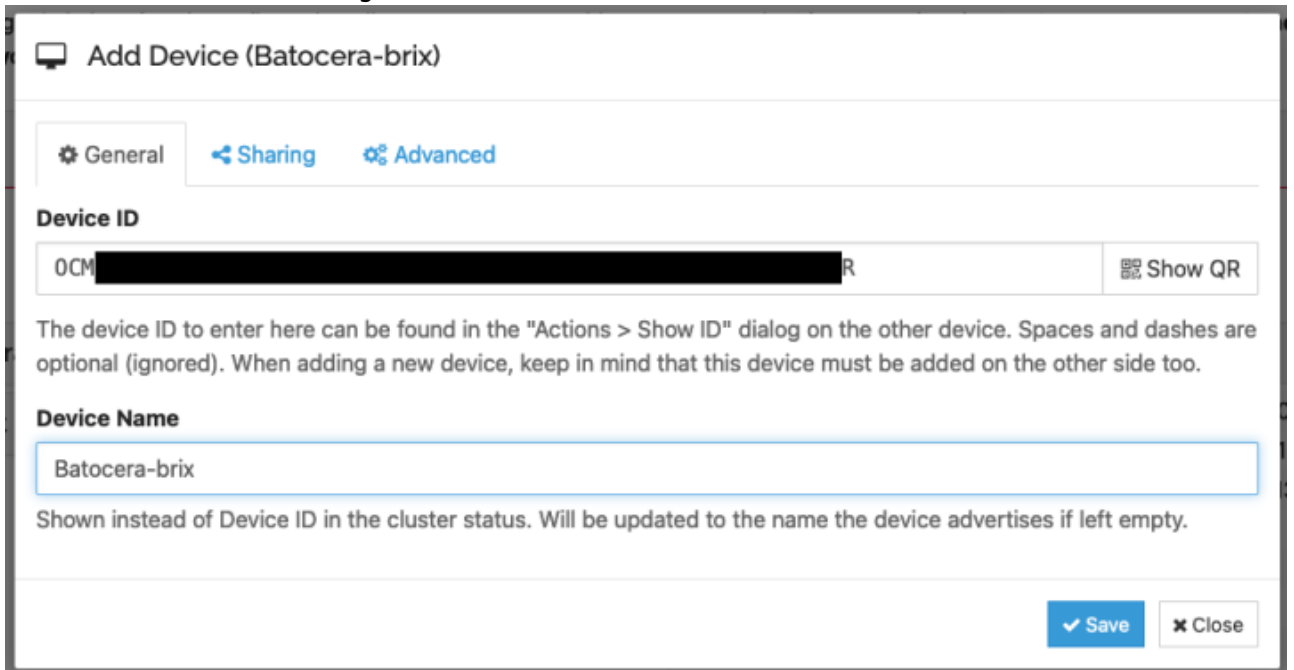 Add Device (Batocera-brix)
General Sharing Advanced
Device ID
OCM R Show QR
The device ID to enter here can be found in the "Actions > Show ID" dialog on the other device. Spaces and dashes are
optional (ignored). When adding a new device, keep in mind that this device must be added on the other side too.
Device Name
Batocera-brix
Shown instead of Device ID in the cluster status. Will be updated to the name the device advertises if left empty.
Save Close